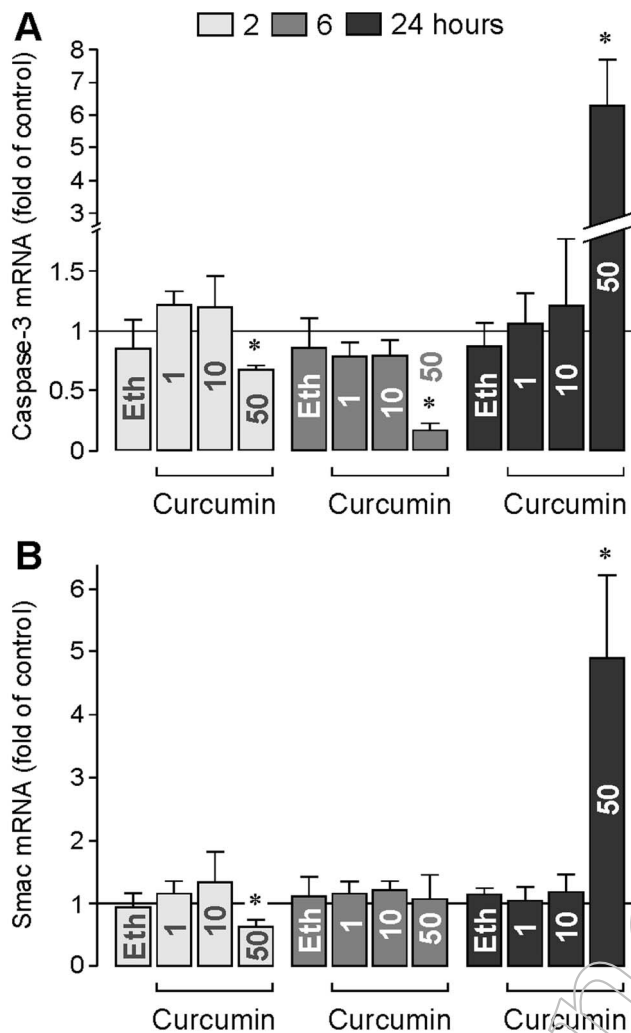 A
2 6 24 hours
*
Caspase-3 mRNA (fold of control)
8
7
6
5
4
3
1.5
1
0.5
0
Eth 1 10 * 50
Eth 1 10 50 *
Eth 1 10 50
Curcumin Curcumin Curcumin
B
*
Smac mRNA (fold of control)
6
5
4
3
2
1
0
Eth 1 10 * 50
Eth 1 10 50
Eth 1 10 50
Curcumin Curcumin Curcumin